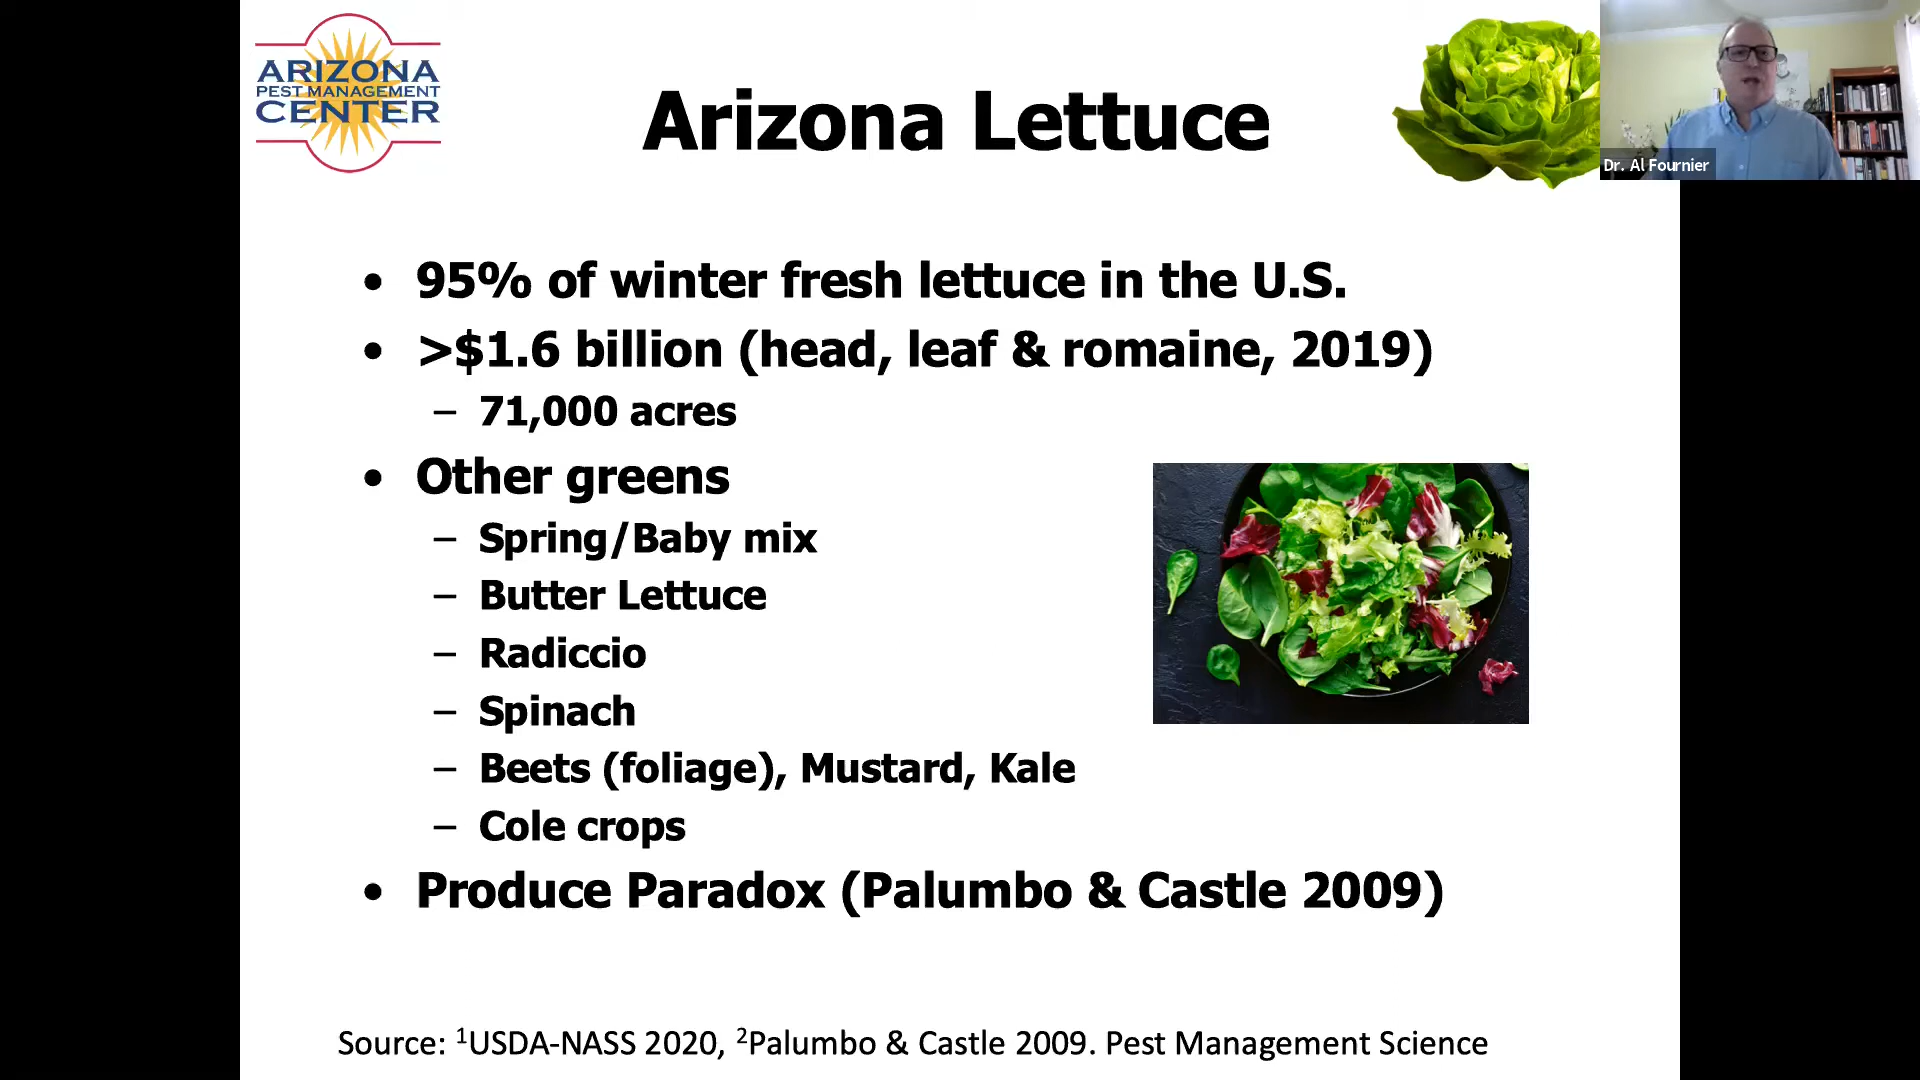 ARIZONA
PEST MANAGEMENT
CENTER
Arizona Lettuce
Dr. Al Fournier
• 95% of winter fresh lettuce in the U.S.
• >$1.6 billion (head, leaf & romaine, 2019)
– 71,000 acres
• Other greens
– Spring/Baby mix
– Butter Lettuce
– Radiccio
– Spinach
– Beets (foliage), Mustard, Kale
– Cole crops
• Produce Paradox (Palumbo & Castle 2009)
Source: ¹USDA-NASS 2020, ²Palumbo & Castle 2009. Pest Management Science